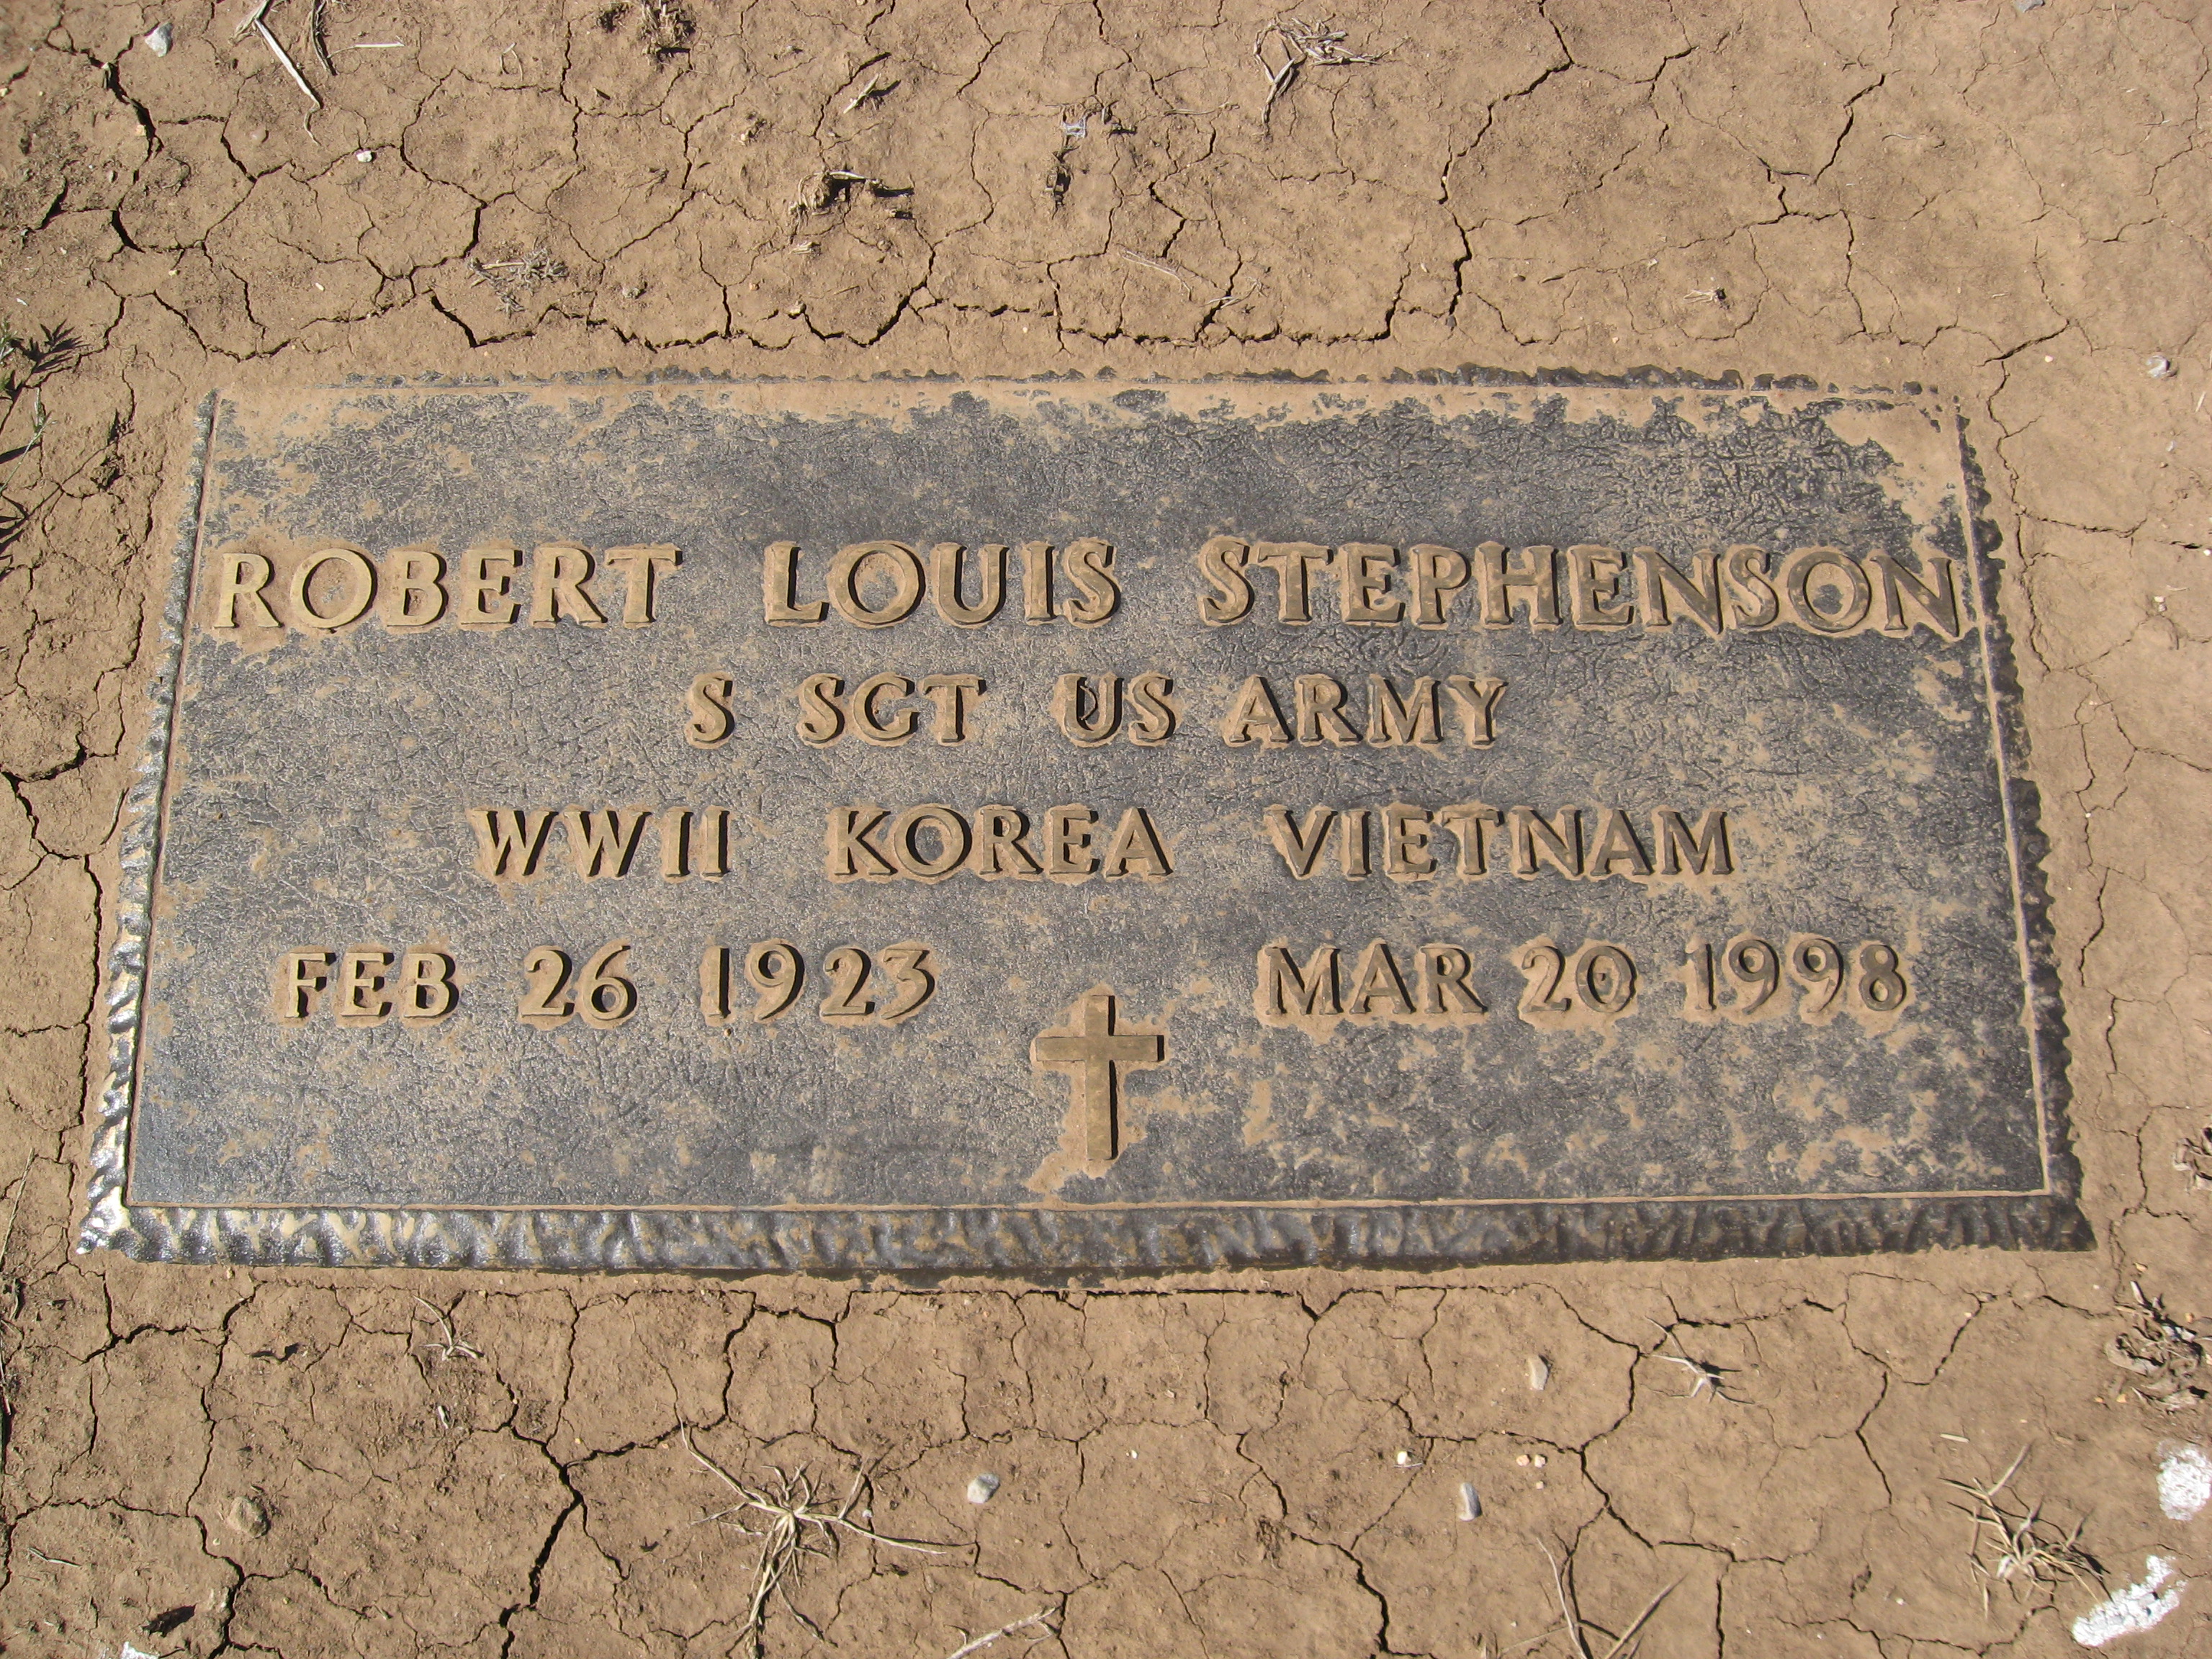 ROBERT LOUIS STEPHENSON
S SGT US ARMY
WWII KOREA VIETNAM
FEB 26 1923 MAR 20 1998